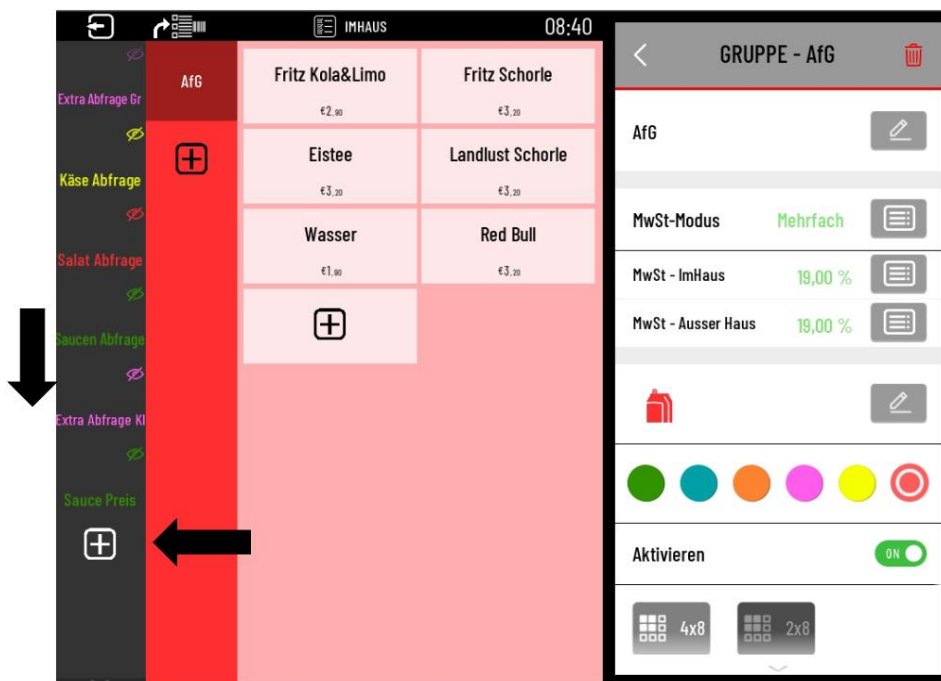 IMHAUS
08:40
Extra Abfrage Gr
Käse Abfrage
Salat Abfrage
Saucen Abfrage
Extra Abfrage Kl
Sauce Preis
AfG
Fritz Kola&Limo
€2,90
Fritz Schorle
€3,20
Eistee
€3,20
Landlust Schorle
€3,20
Wasser
€1,90
Red Bull
€3,20
GRUPPE - AfG
AfG
MwSt-Modus Mehrfach
MwSt - ImHaus 19,00 %
MwSt - Ausser Haus 19,00 %
Aktivieren ON
4x8 2x8